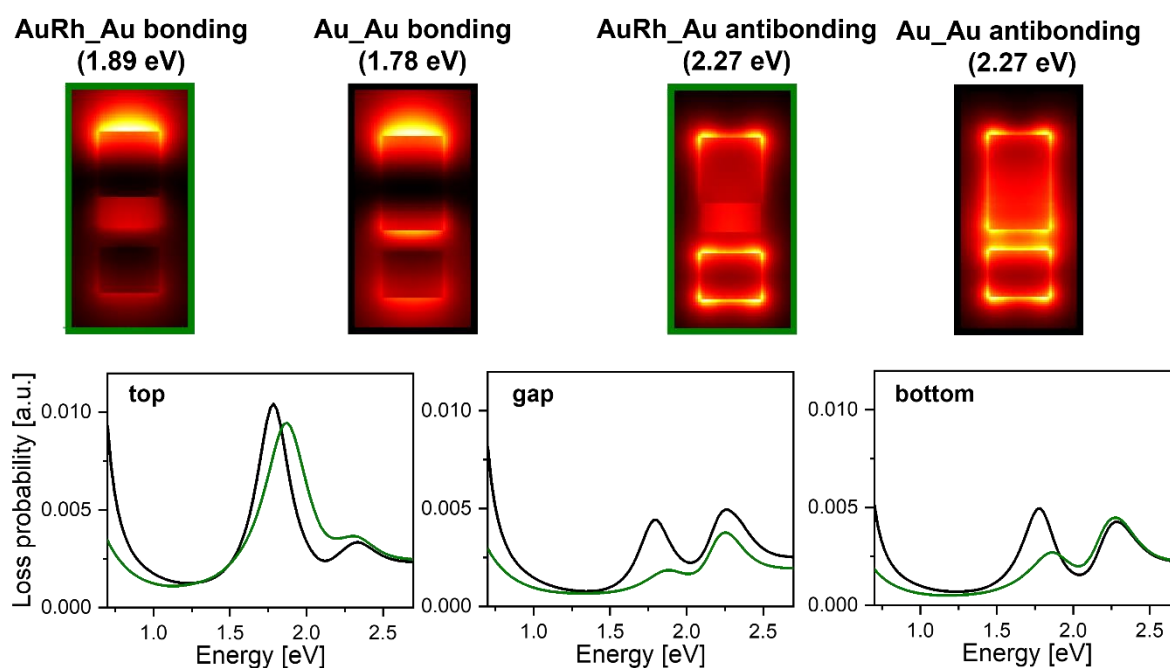 AuRh_Au bonding
(1.89 eV)
Au_Au bonding
(1.78 eV)
AuRh_Au antibonding
(2.27 eV)
Au_Au antibonding
(2.27 eV)
Loss probability [a.u.]
top
0.010
0.005
0.000
1.0
1.5
2.0
2.5
Energy [eV]
gap
0.010
0.005
0.000
1.0
1.5
2.0
2.5
Energy [eV]
bottom
0.010
0.005
0.000
1.0
1.5
2.0
2.5
Energy [eV]